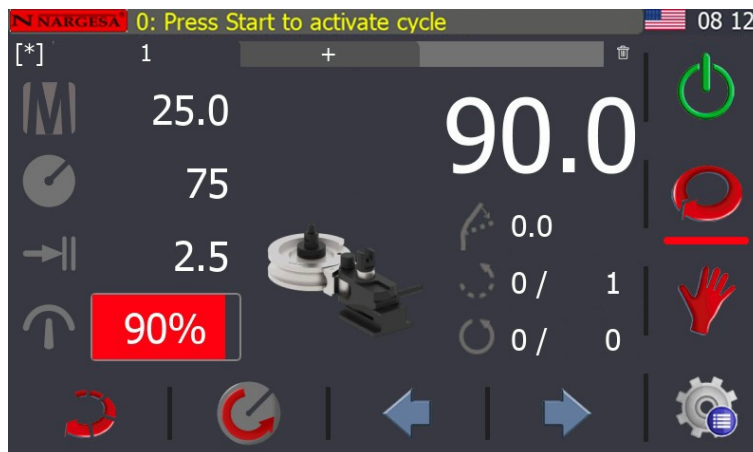 NARGESA 0: Press Start to activate cycle 08 12
[*] 1 +
25.0 90.0
75
0.0
2.5
0 / 1
90%
0 / 0